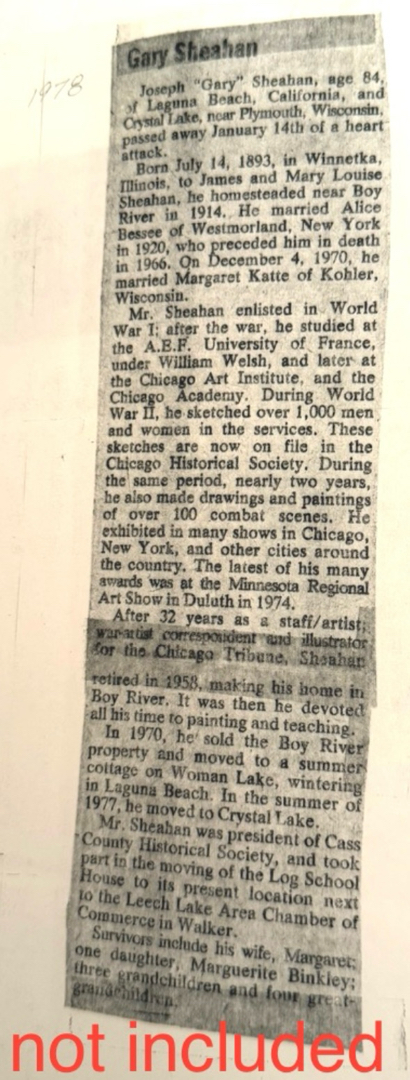 1978
Gary Sheahan
Joseph "Gary" Sheahan, age 84,
of Laguna Beach, California, and
Crystal Lake, near Plymouth, Wisconsin,
passed away January 14th of a heart
attack.
Born July 14, 1893, in Winnetka,
Illinois, to James and Mary Louise
Sheahan, he homesteaded near Boy
River in 1914. He married Alice
Bessee of Westmorland, New York
in 1920, who preceded him in death
in 1966. On December 4, 1970, he
married Margaret Katte of Kohler,
Wisconsin.
Mr. Sheahan enlisted in World
War I; after the war, he studied at
the A.E.F. University of France,
under William Welsh, and later at
the Chicago Art Institute, and the
Chicago Academy. During World
War II, he sketched over 1,000 men
and women in the services. These
sketches are now on file in the
Chicago Historical Society. During
the same period, nearly two years,
he also made drawings and paintings
of over 100 combat scenes. He
exhibited in many shows in Chicago,
New York, and other cities around
the country. The latest of his many
awards was at the Minnesota Regional
Art Show in Duluth in 1974.
After 32 years as a staff/artist,
war-artist correspondent and illustrator
for the Chicago Tribune, Sheahan
retired in 1958, making his home in
Boy River. It was then he devoted
all his time to painting and teaching.
In 1970, he sold the Boy River
property and moved to a summer
cottage on Woman Lake, wintering
in Laguna Beach. In the summer of
1977, he moved to Crystal Lake.
Mr. Sheahan was president of Cass
County Historical Society, and took
part in the moving of the Log School
House to its present location next
to the Leech Lake Area Chamber of
Commerce in Walker.
Survivors include his wife, Margaret;
one daughter, Marguerite Binkley;
three grandchildren and four great-
grandchildren.
not included